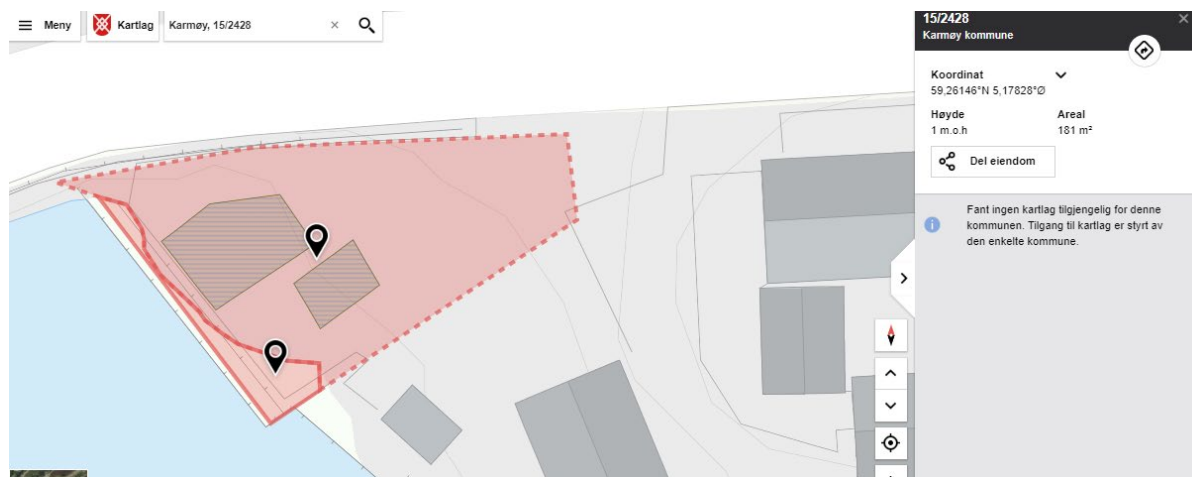 Meny
Kartlag
Karmøy, 15/2428
15/2428
Karmøy kommune
Koordinat
59,26146°N 5,17828°Ø
Høyde
Areal
1 m.o.h
181 m²
Del eiendom
Fant ingen kartlag tilgjengelig for denne
kommunen. Tilgang til kartlag er styrt av
den enkelte kommune.